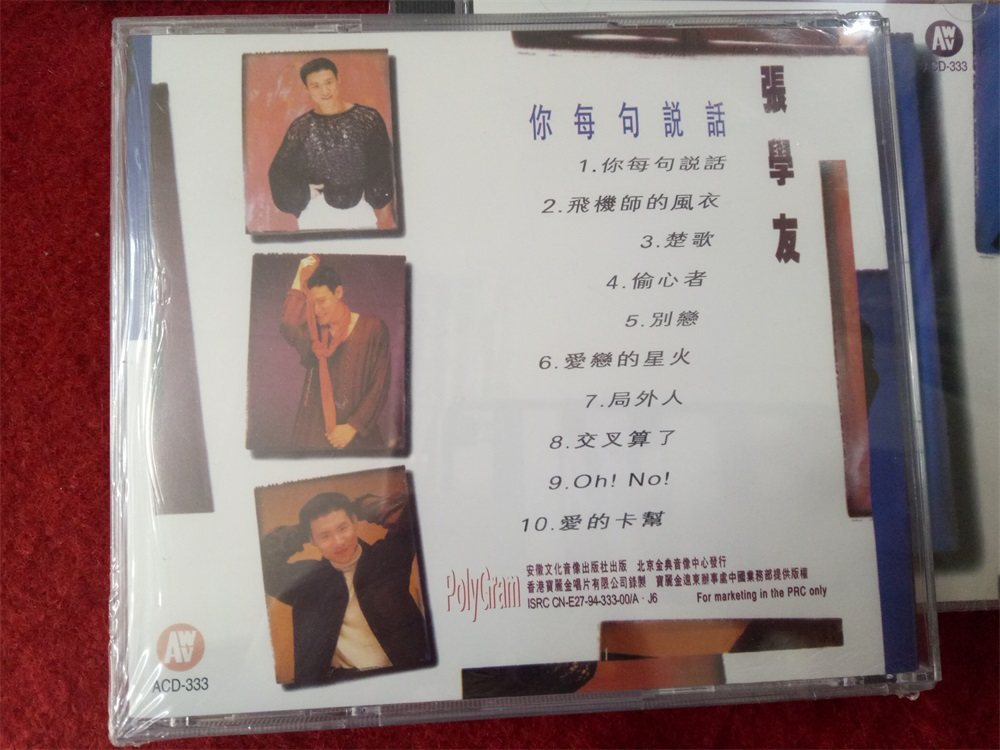 張學友
你每句説話
1.你每句説話
2.飛機師的風衣
3.楚歌
4.偷心者
5.別戀
6.愛戀的星火
7.局外人
8.交叉算了
9.Oh! No!
10.愛的卡幫
PolyGram
安徽文化音像出版社出版 北京金典音像中心發行
香港寶麗金唱片有限公司錄製 寶麗金遠東辦事處中國業務部提供版權
ISRC CN-E27-94-333-00/A·J6 For marketing in the PRC only
ACD-333
ACD-333